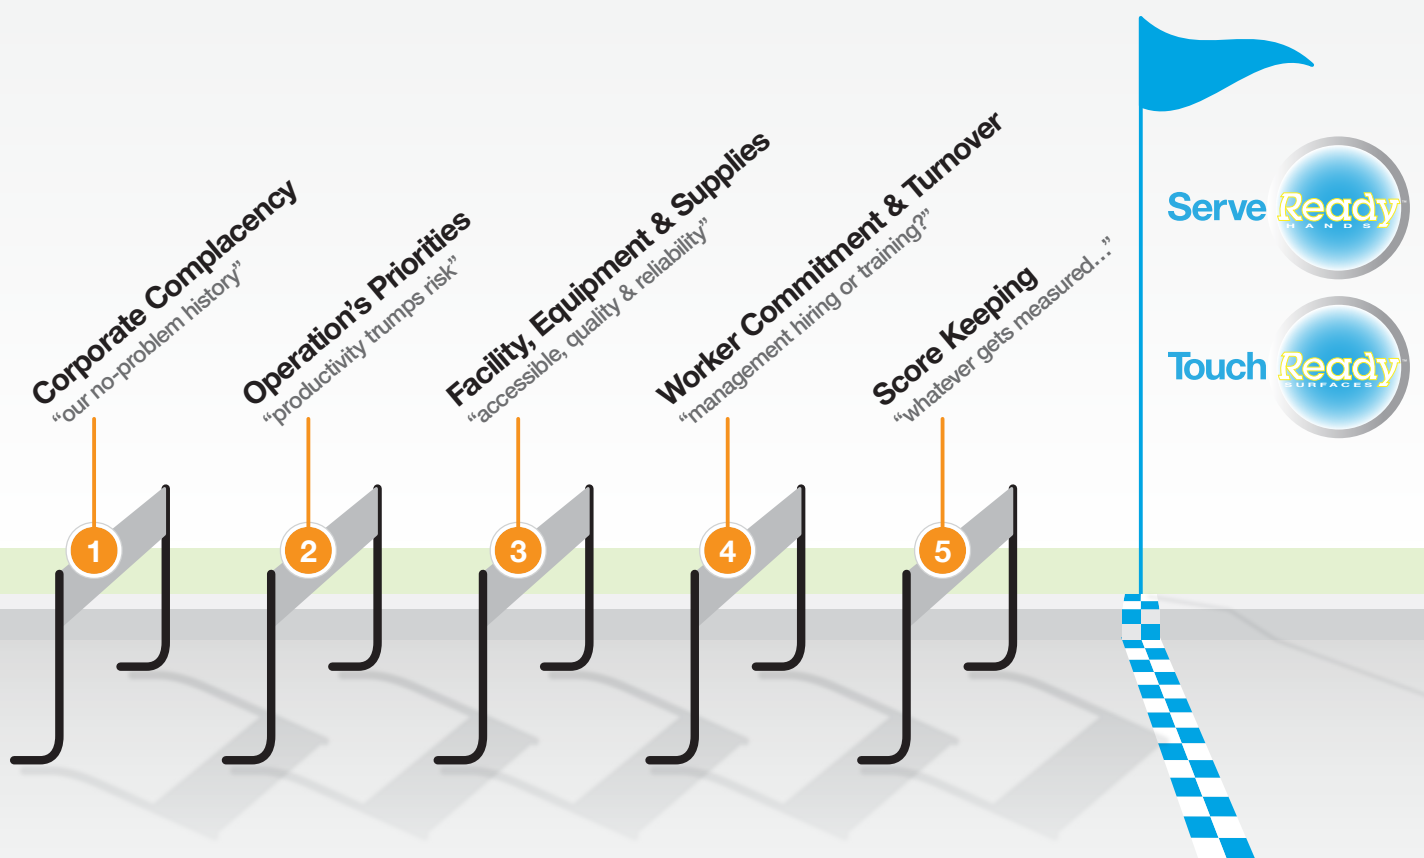 Corporate Complacency
“our no-problem history”
Operation’s Priorities
“productivity trumps risk”
Facility, Equipment & Supplies
“accessible, quality & reliability”
Worker Commitment & Turnover
“management hiring or training?”
Score Keeping
“whatever gets measured…”
1
2
3
4
5
Serve Ready™
HANDS
Touch Ready™
SURFACES